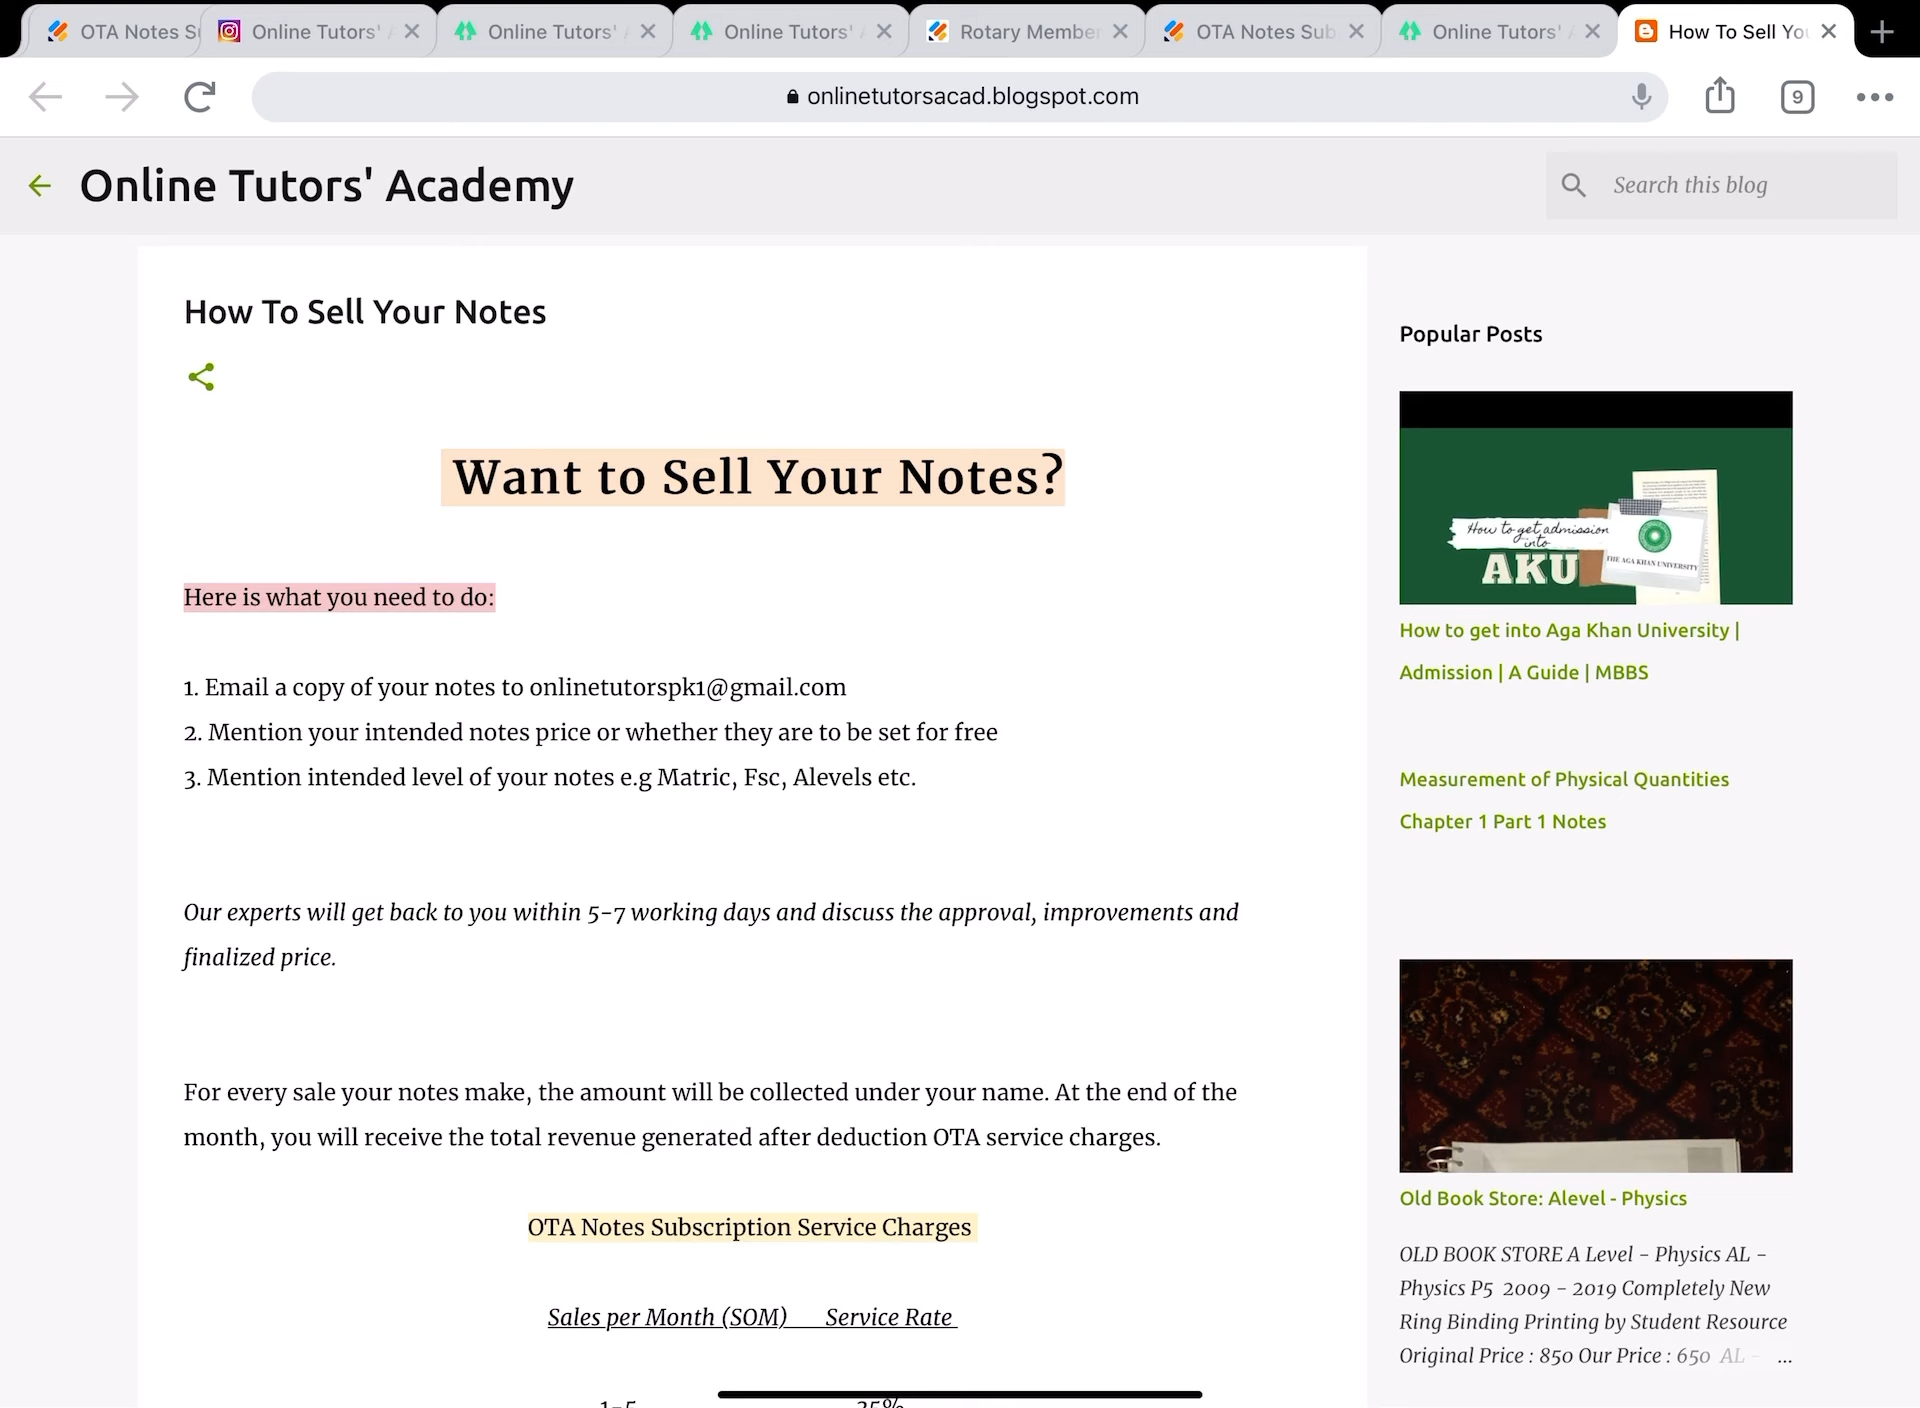 OTA Notes S
Online Tutors'
Online Tutors'
Online Tutors'
Rotary Member
OTA Notes Sub
Online Tutors'
How To Sell You
onlinetutorsacad.blogspot.com
9
Online Tutors' Academy
Search this blog
How To Sell Your Notes
Want to Sell Your Notes?
Here is what you need to do:
1. Email a copy of your notes to onlinetutorspk1@gmail.com
2. Mention your intended notes price or whether they are to be set for free
3. Mention intended level of your notes e.g Matric, Fsc, Alevels etc.
Our experts will get back to you within 5-7 working days and discuss the approval, improvements and
finalized price.
For every sale your notes make, the amount will be collected under your name. At the end of the
month, you will receive the total revenue generated after deduction OTA service charges.
OTA Notes Subscription Service Charges
Sales per Month (SOM) Service Rate
Popular Posts
How to get admission
into
AKU
THE AGA KHAN UNIVERSITY
How to get into Aga Khan University |
Admission | A Guide | MBBS
Measurement of Physical Quantities
Chapter 1 Part 1 Notes
Old Book Store: Alevel - Physics
OLD BOOK STORE A Level - Physics AL -
Physics P5 2009 - 2019 Completely New
Ring Binding Printing by Student Resource
Original Price : 850 Our Price : 650 AL - ...